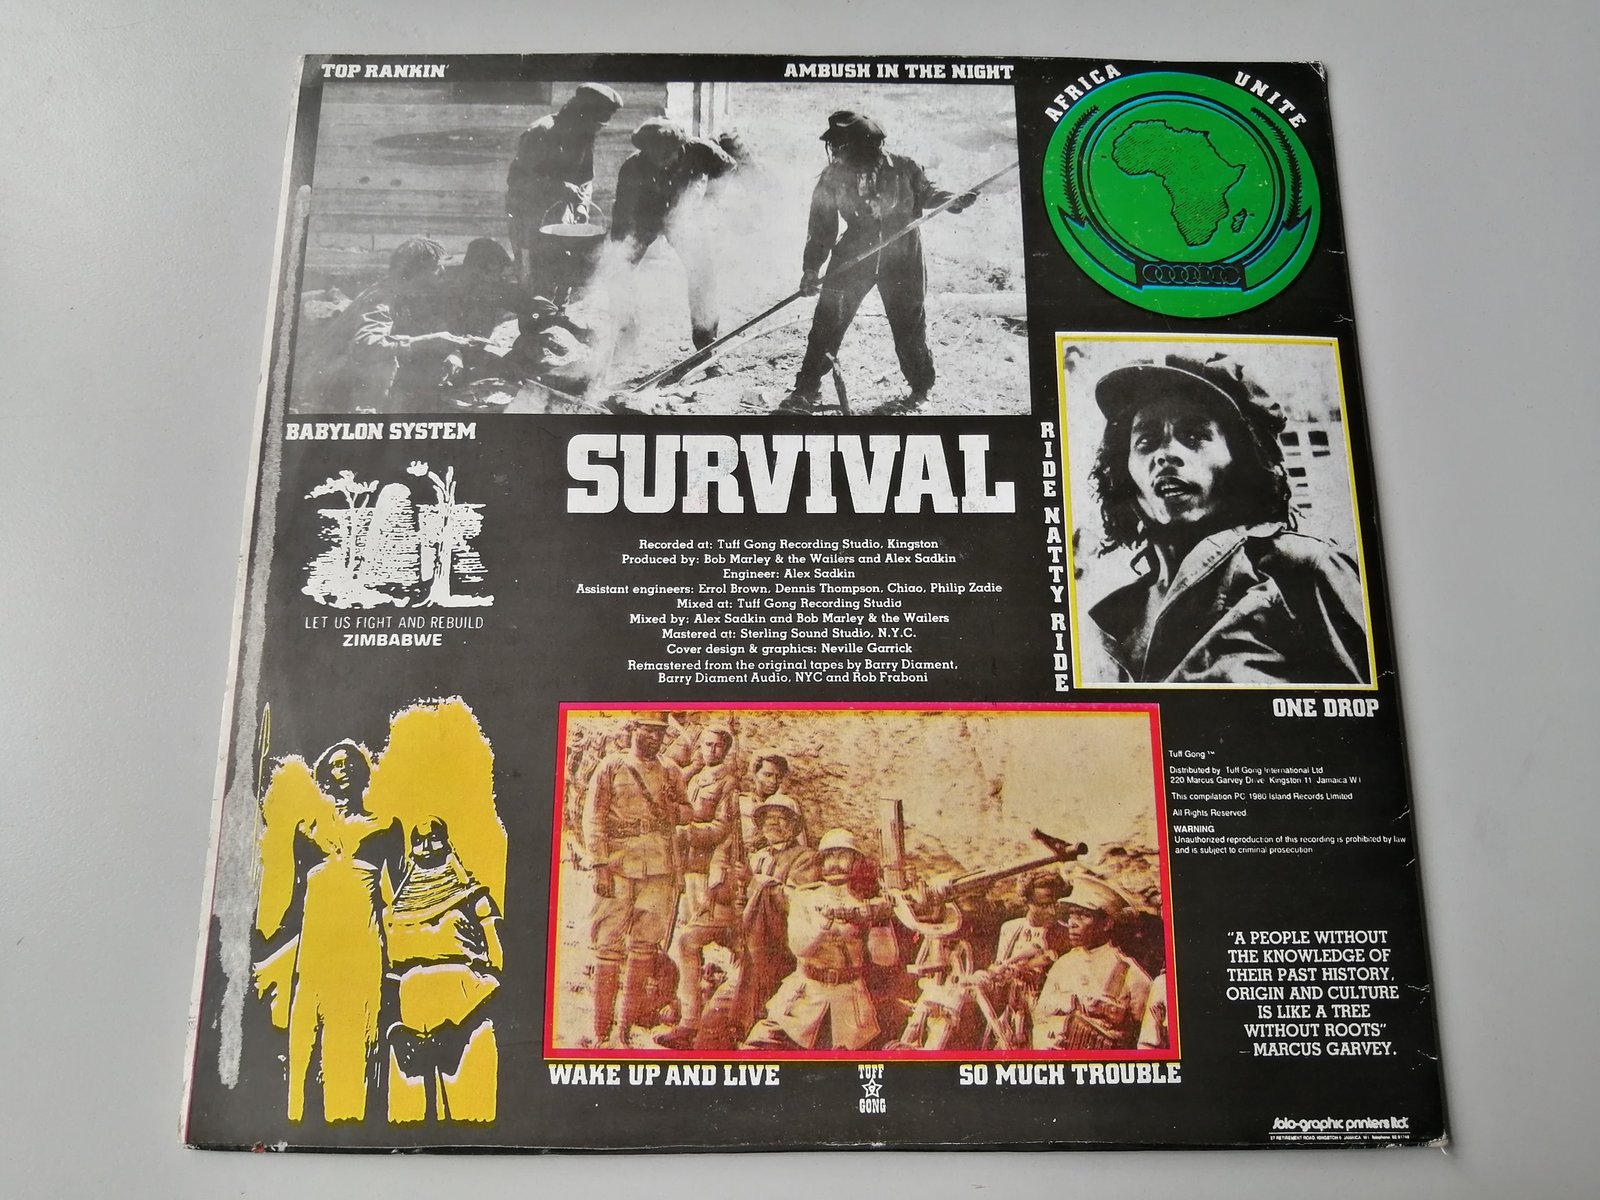 TOP RANKIN'
AMBUSH IN THE NIGHT
AFRICA UNITE
BABYLON SYSTEM
LET US FIGHT AND REBUILD
ZIMBABWE
SURVIVAL
Recorded at: Tuff Gong Recording Studio, Kingston
Produced by: Bob Marley & the Wailers and Alex Sadkin
Engineer: Alex Sadkin
Assistant engineers: Errol Brown, Dennis Thompson, Chiao, Philip Zadie
Mixed at: Tuff Gong Recording Studio
Mixed by: Alex Sadkin and Bob Marley & the Wailers
Mastered at: Sterling Sound Studio, N.Y.C.
Cover design & graphics: Neville Garrick
Remastered from the original tapes by Barry Diament,
Barry Diament Audio, NYC and Rob Fraboni
RIDE NATTY RIDE
ONE DROP
Tuff Gong ™
Distributed by Tuff Gong International Ltd
220 Marcus Garvey Drive Kingston 11 Jamaica W I
This compilation PC 1980 Island Records Limited
All Rights Reserved
WARNING
Unauthorized reproduction of this recording is prohibited by law
and is subject to criminal prosecution
"A PEOPLE WITHOUT
THE KNOWLEDGE OF
THEIR PAST HISTORY,
ORIGIN AND CULTURE
IS LIKE A TREE
WITHOUT ROOTS"
—MARCUS GARVEY.
WAKE UP AND LIVE
TUFF
GONG
SO MUCH TROUBLE
Solo-graphic printers ltd.
27 RETIREMENT ROAD, KINGSTON 5 JAMAICA W.I.